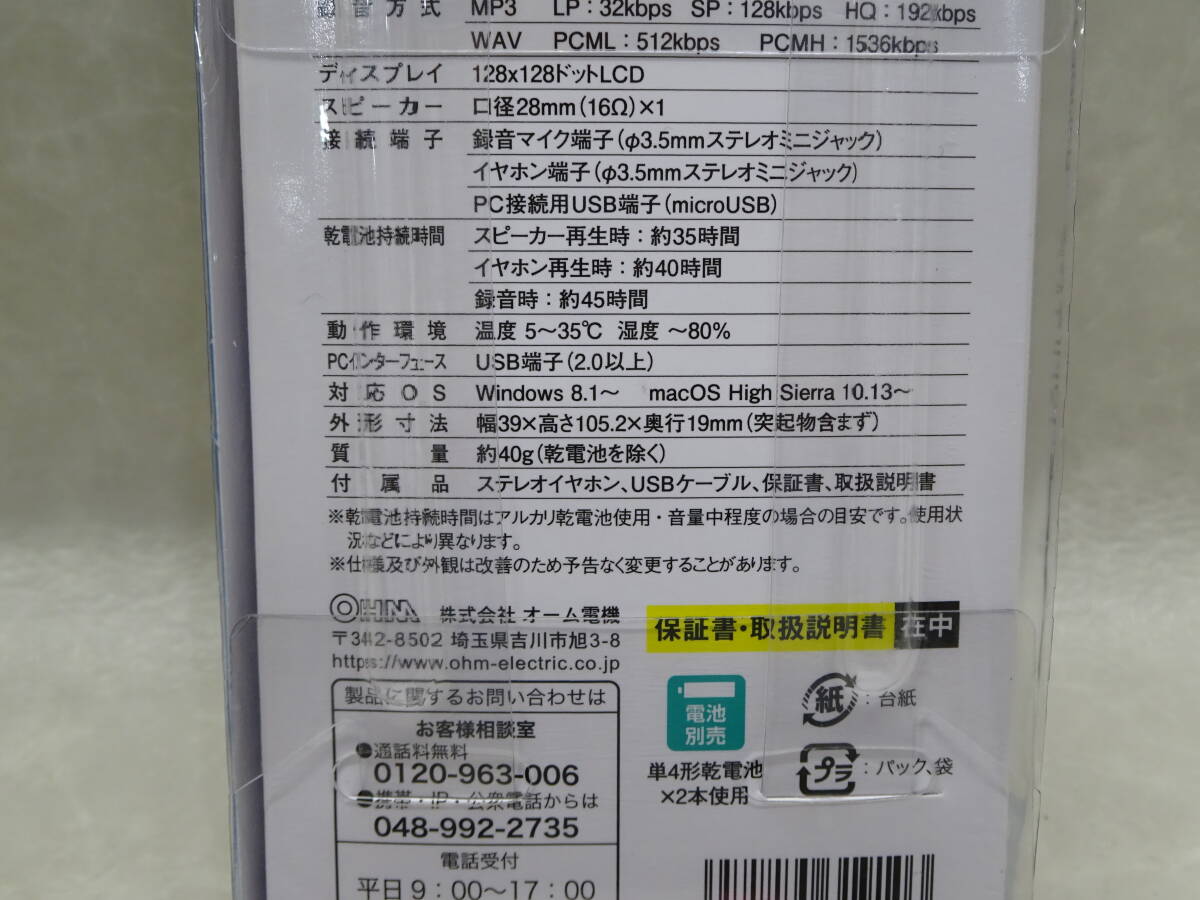 録音方式 MP3 LP：32kbps SP：128kbps HQ：192kbps
WAV PCML：512kbps PCMH：1536kbps
ディスプレイ 128x128ドットLCD
スピーカー 口径28mm（16Ω）×1
接続端子 録音マイク端子（φ3.5mmステレオミニジャック）
イヤホン端子（φ3.5mmステレオミニジャック）
PC接続用USB端子（microUSB）
乾電池持続時間 スピーカー再生時：約35時間
イヤホン再生時：約40時間
録音時：約45時間
動作環境 温度 5～35℃ 湿度 ～80%
PCインターフェース USB端子（2.0以上）
対応OS Windows 8.1～ macOS High Sierra 10.13～
外形寸法 幅39×高さ105.2×奥行19mm（突起物含まず）
質量 約40g（乾電池を除く）
付属品 ステレオイヤホン、USBケーブル、保証書、取扱説明書
※乾電池持続時間はアルカリ乾電池使用・音量中程度の場合の目安です。使用状
況などにより異なります。
※仕様及び外観は改善のため予告なく変更することがあります。
OHM 株式会社 オーム電機
〒342-8502 埼玉県吉川市旭3-8
https://www.ohm-electric.co.jp
保証書・取扱説明書 在中
製品に関するお問い合わせは
お客様相談室
●通話料無料
0120-963-006
●携帯・IP・公衆電話からは
048-992-2735
電話受付
平日9：00～17：00
電池
別売
単4形乾電池
×2本使用
紙：台紙
プラ：パック、袋